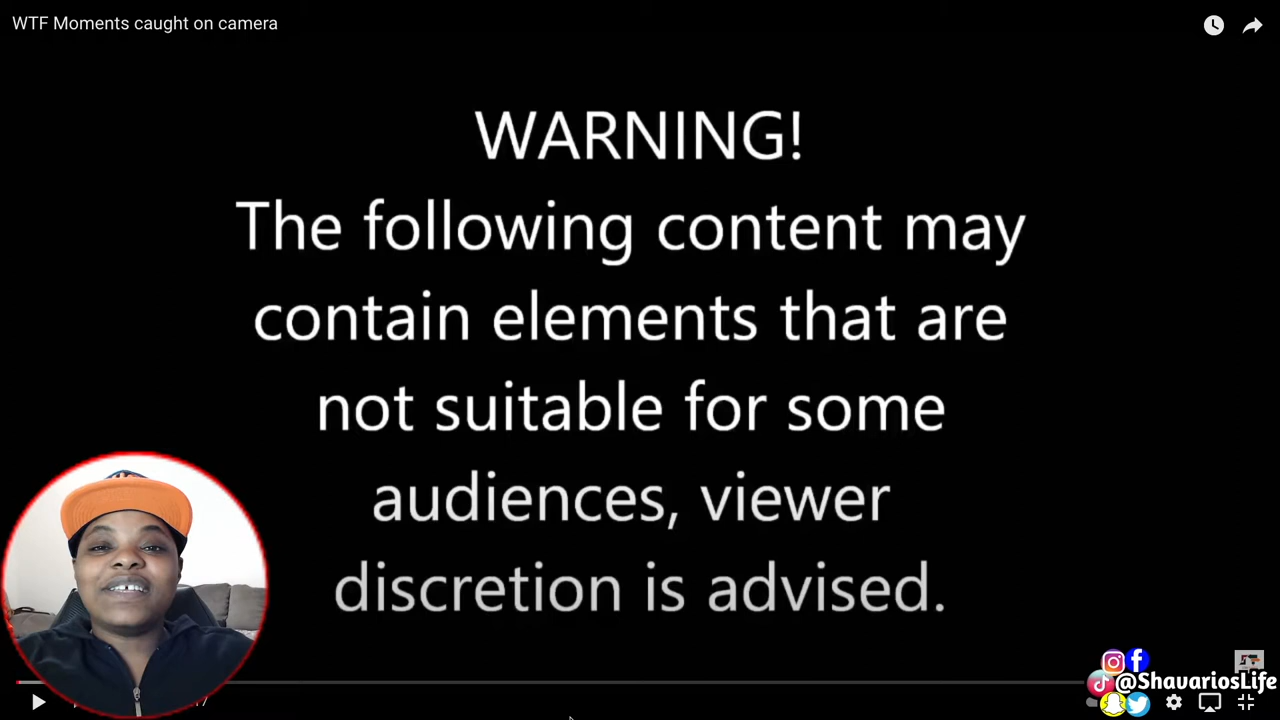 WTF Moments caught on camera
WARNING!
The following content may
contain elements that are
not suitable for some
audiences, viewer
discretion is advised.
@ShavariosLife